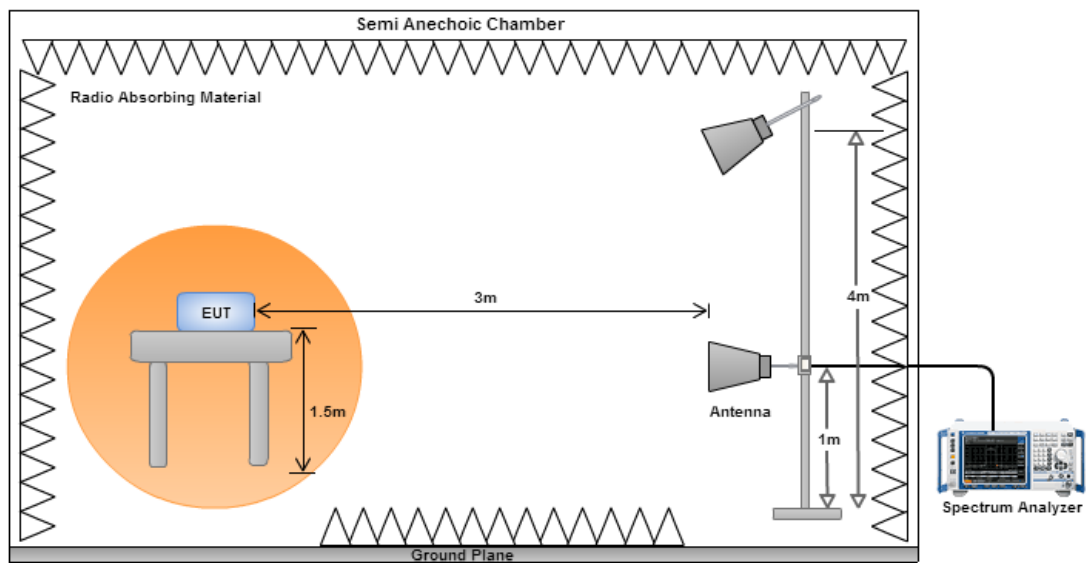 Semi Anechoic Chamber
Radio Absorbing Material
3m
EUT
4m
1.5m
Antenna
1m
Spectrum Analyzer
Ground Plane